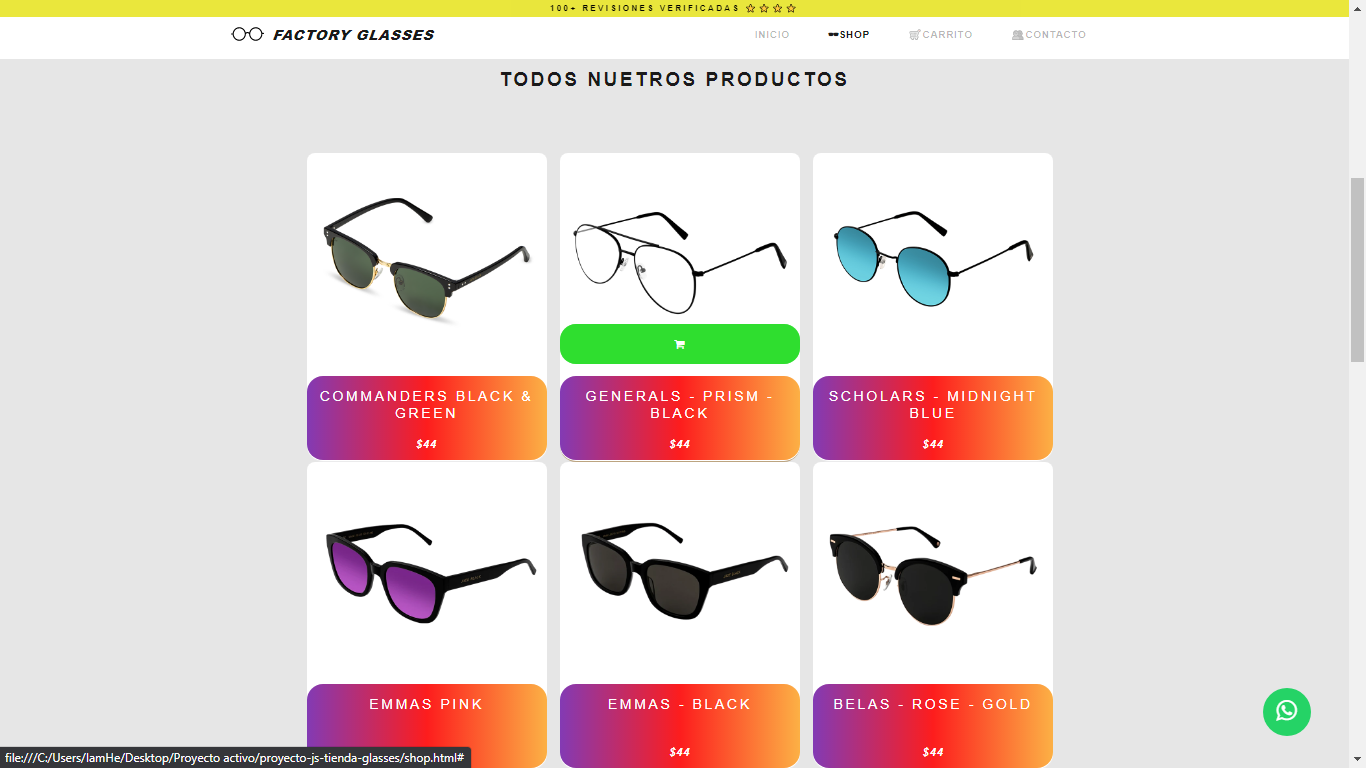 100+ REVISIONES VERIFICADAS
FACTORY GLASSES
INICIO
SHOP
CARRITO
CONTACTO
TODOS NUETROS PRODUCTOS
COMMANDERS BLACK &
GREEN
$44
GENERALS - PRISM -
BLACK
$44
SCHOLARS - MIDNIGHT
BLUE
$44
EMMAS PINK
EMMAS - BLACK
$44
BELAS - ROSE - GOLD
$44
file:///C:/Users/IamHe/Desktop/Proyecto activo/proyecto-js-tienda-glasses/shop.html#